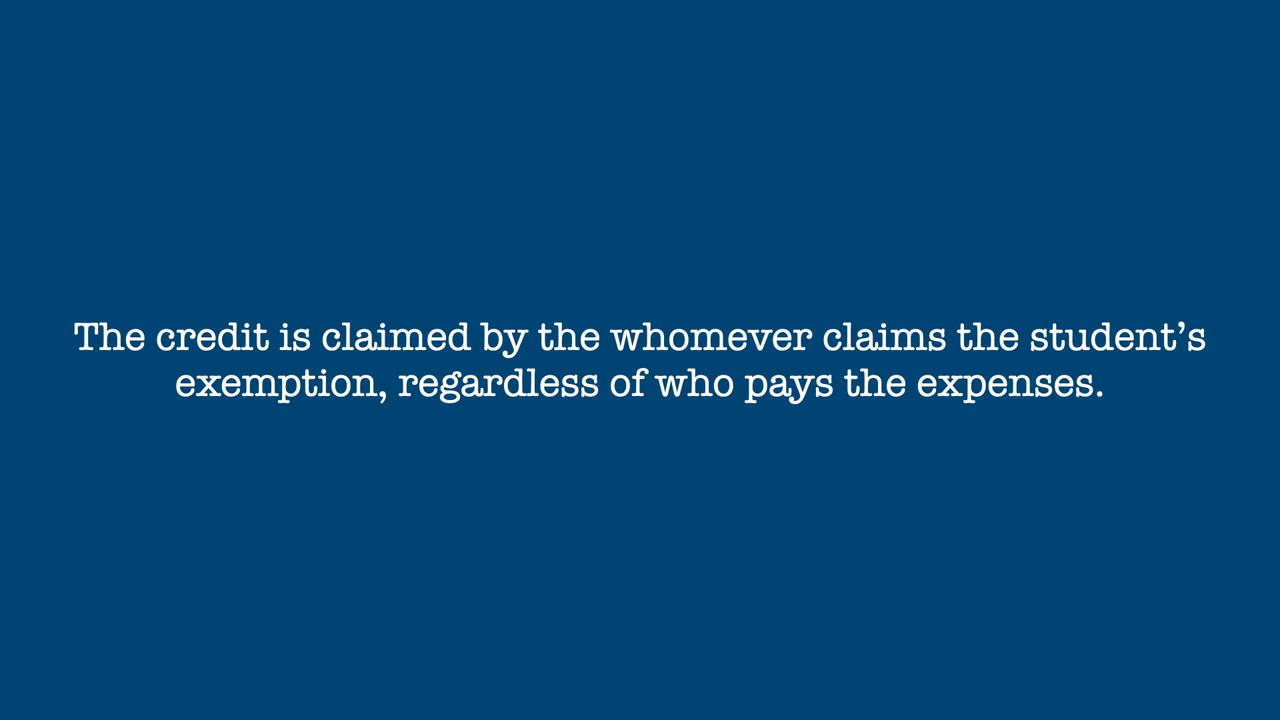 The credit is claimed by the whomever claims the student’s
exemption, regardless of who pays the expenses.